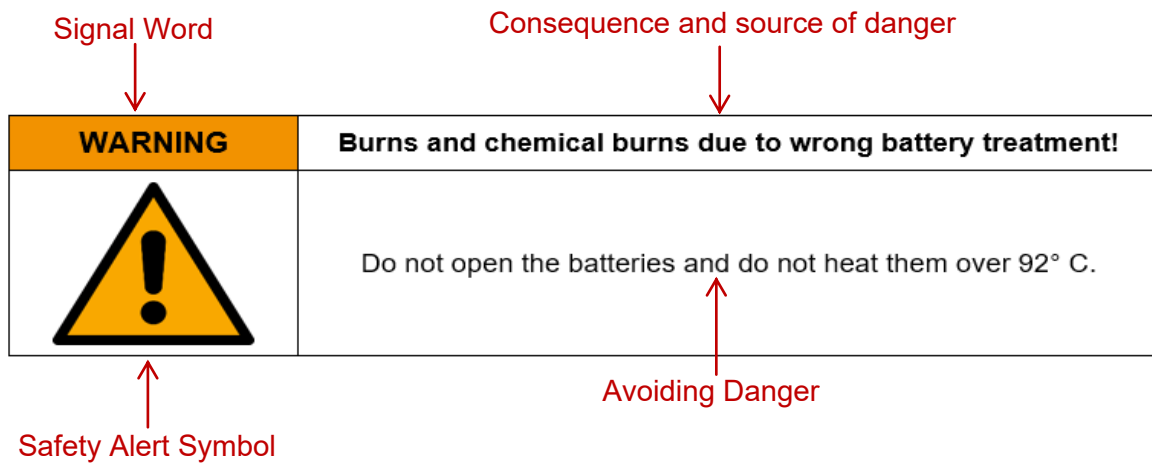 Signal Word
Consequence and source of danger
WARNING
Burns and chemical burns due to wrong battery treatment!
Do not open the batteries and do not heat them over 92° C.
Avoiding Danger
Safety Alert Symbol